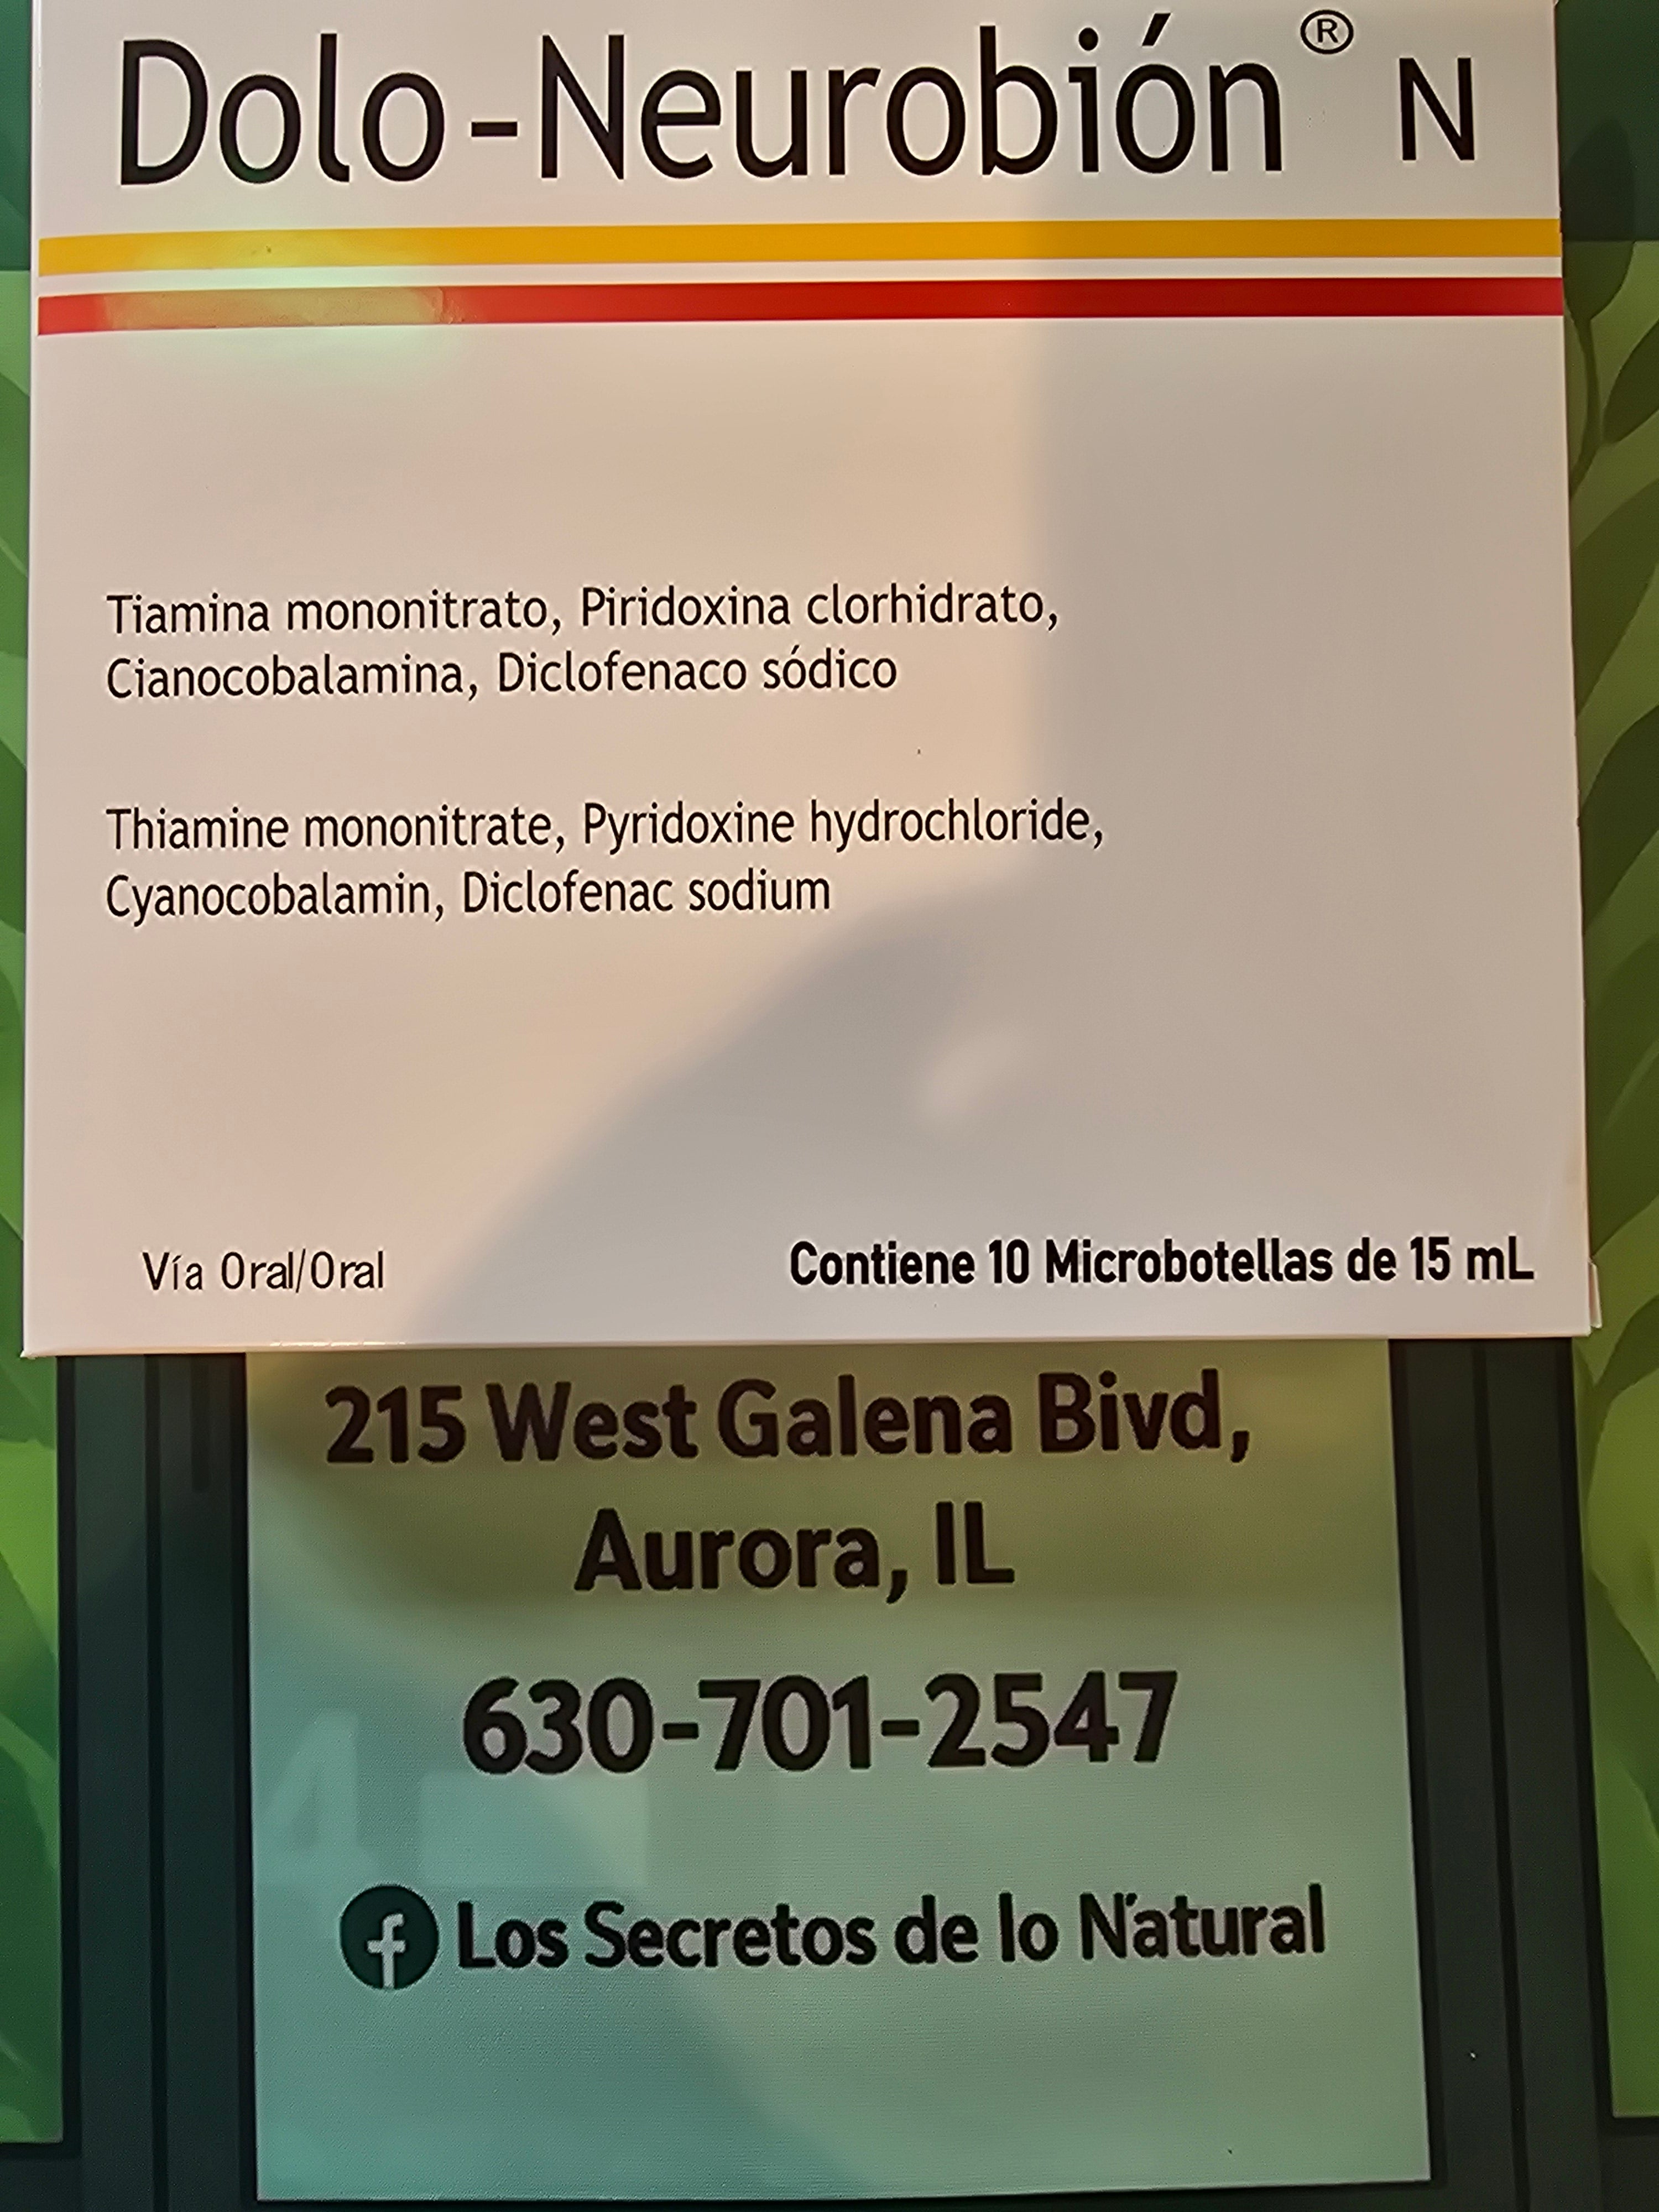 Dolo-Neurobión® N
Tiamina mononitrato, Piridoxina clorhidrato,
Cianocobalamina, Diclofenaco sódico
Thiamine mononitrate, Pyridoxine hydrochloride,
Cyanocobalamin, Diclofenac sodium
Vía Oral/Oral
Contiene 10 Microbotellas de 15 mL
215 West Galena Bivd,
Aurora, IL
630-701-2547
Los Secretos de lo Natural